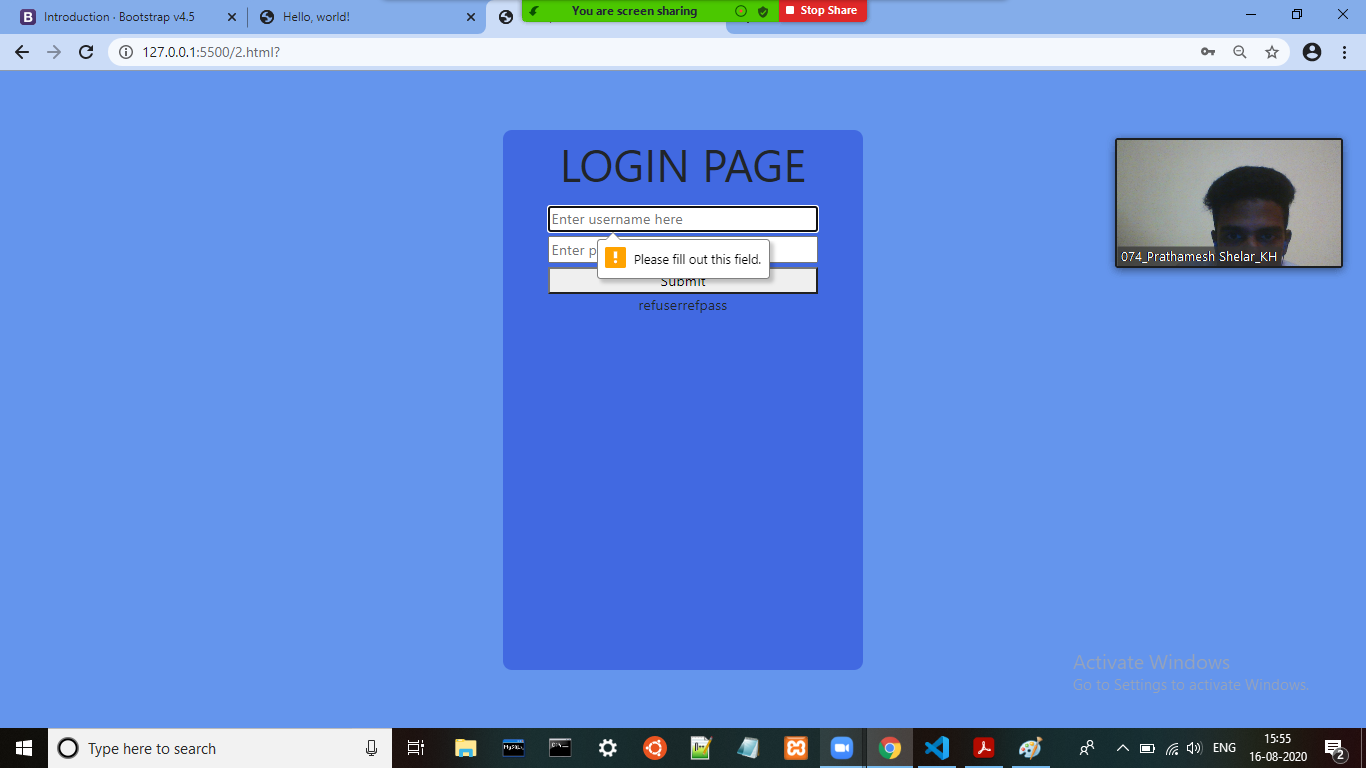 Introduction · Bootstrap v4.5
Hello, world!
You are screen sharing
Stop Share
127.0.0.1:5500/2.html?
LOGIN PAGE
Enter username here
Enter p
Please fill out this field.
Submit
refuserrefpass
074_Prathamesh Shelar_KH
Activate Windows
Go to Settings to activate Windows.
Type here to search
ENG
15:55
16-08-2020
2